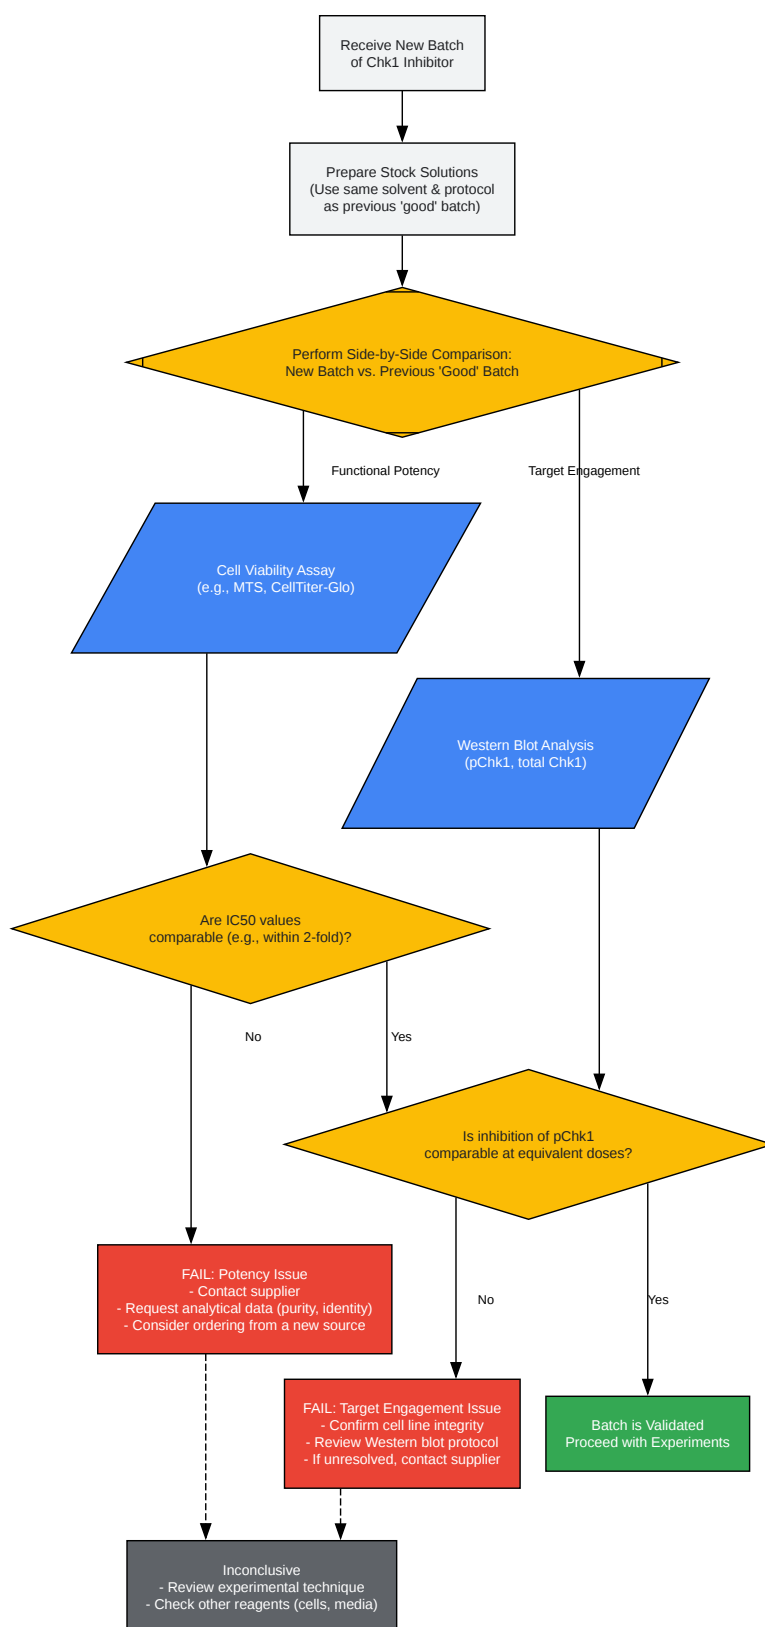 Receive New Batch
of Chk1 Inhibitor
Prepare Stock Solutions
(Use same solvent & protocol
as previous 'good' batch)
Perform Side-by-Side Comparison:
New Batch vs. Previous 'Good' Batch
Functional Potency
Target Engagement
Cell Viability Assay
(e.g., MTS, CellTiter-Glo)
Western Blot Analysis
(pChk1, total Chk1)
Are IC50 values
comparable (e.g., within 2-fold)?
No
Yes
Is inhibition of pChk1
comparable at equivalent doses?
FAIL: Potency Issue
- Contact supplier
- Request analytical data (purity, identity)
- Consider ordering from a new source
No
Yes
FAIL: Target Engagement Issue
- Confirm cell line integrity
- Review Western blot protocol
- If unresolved, contact supplier
Batch is Validated
Proceed with Experiments
Inconclusive
- Review experimental technique
- Check other reagents (cells, media)